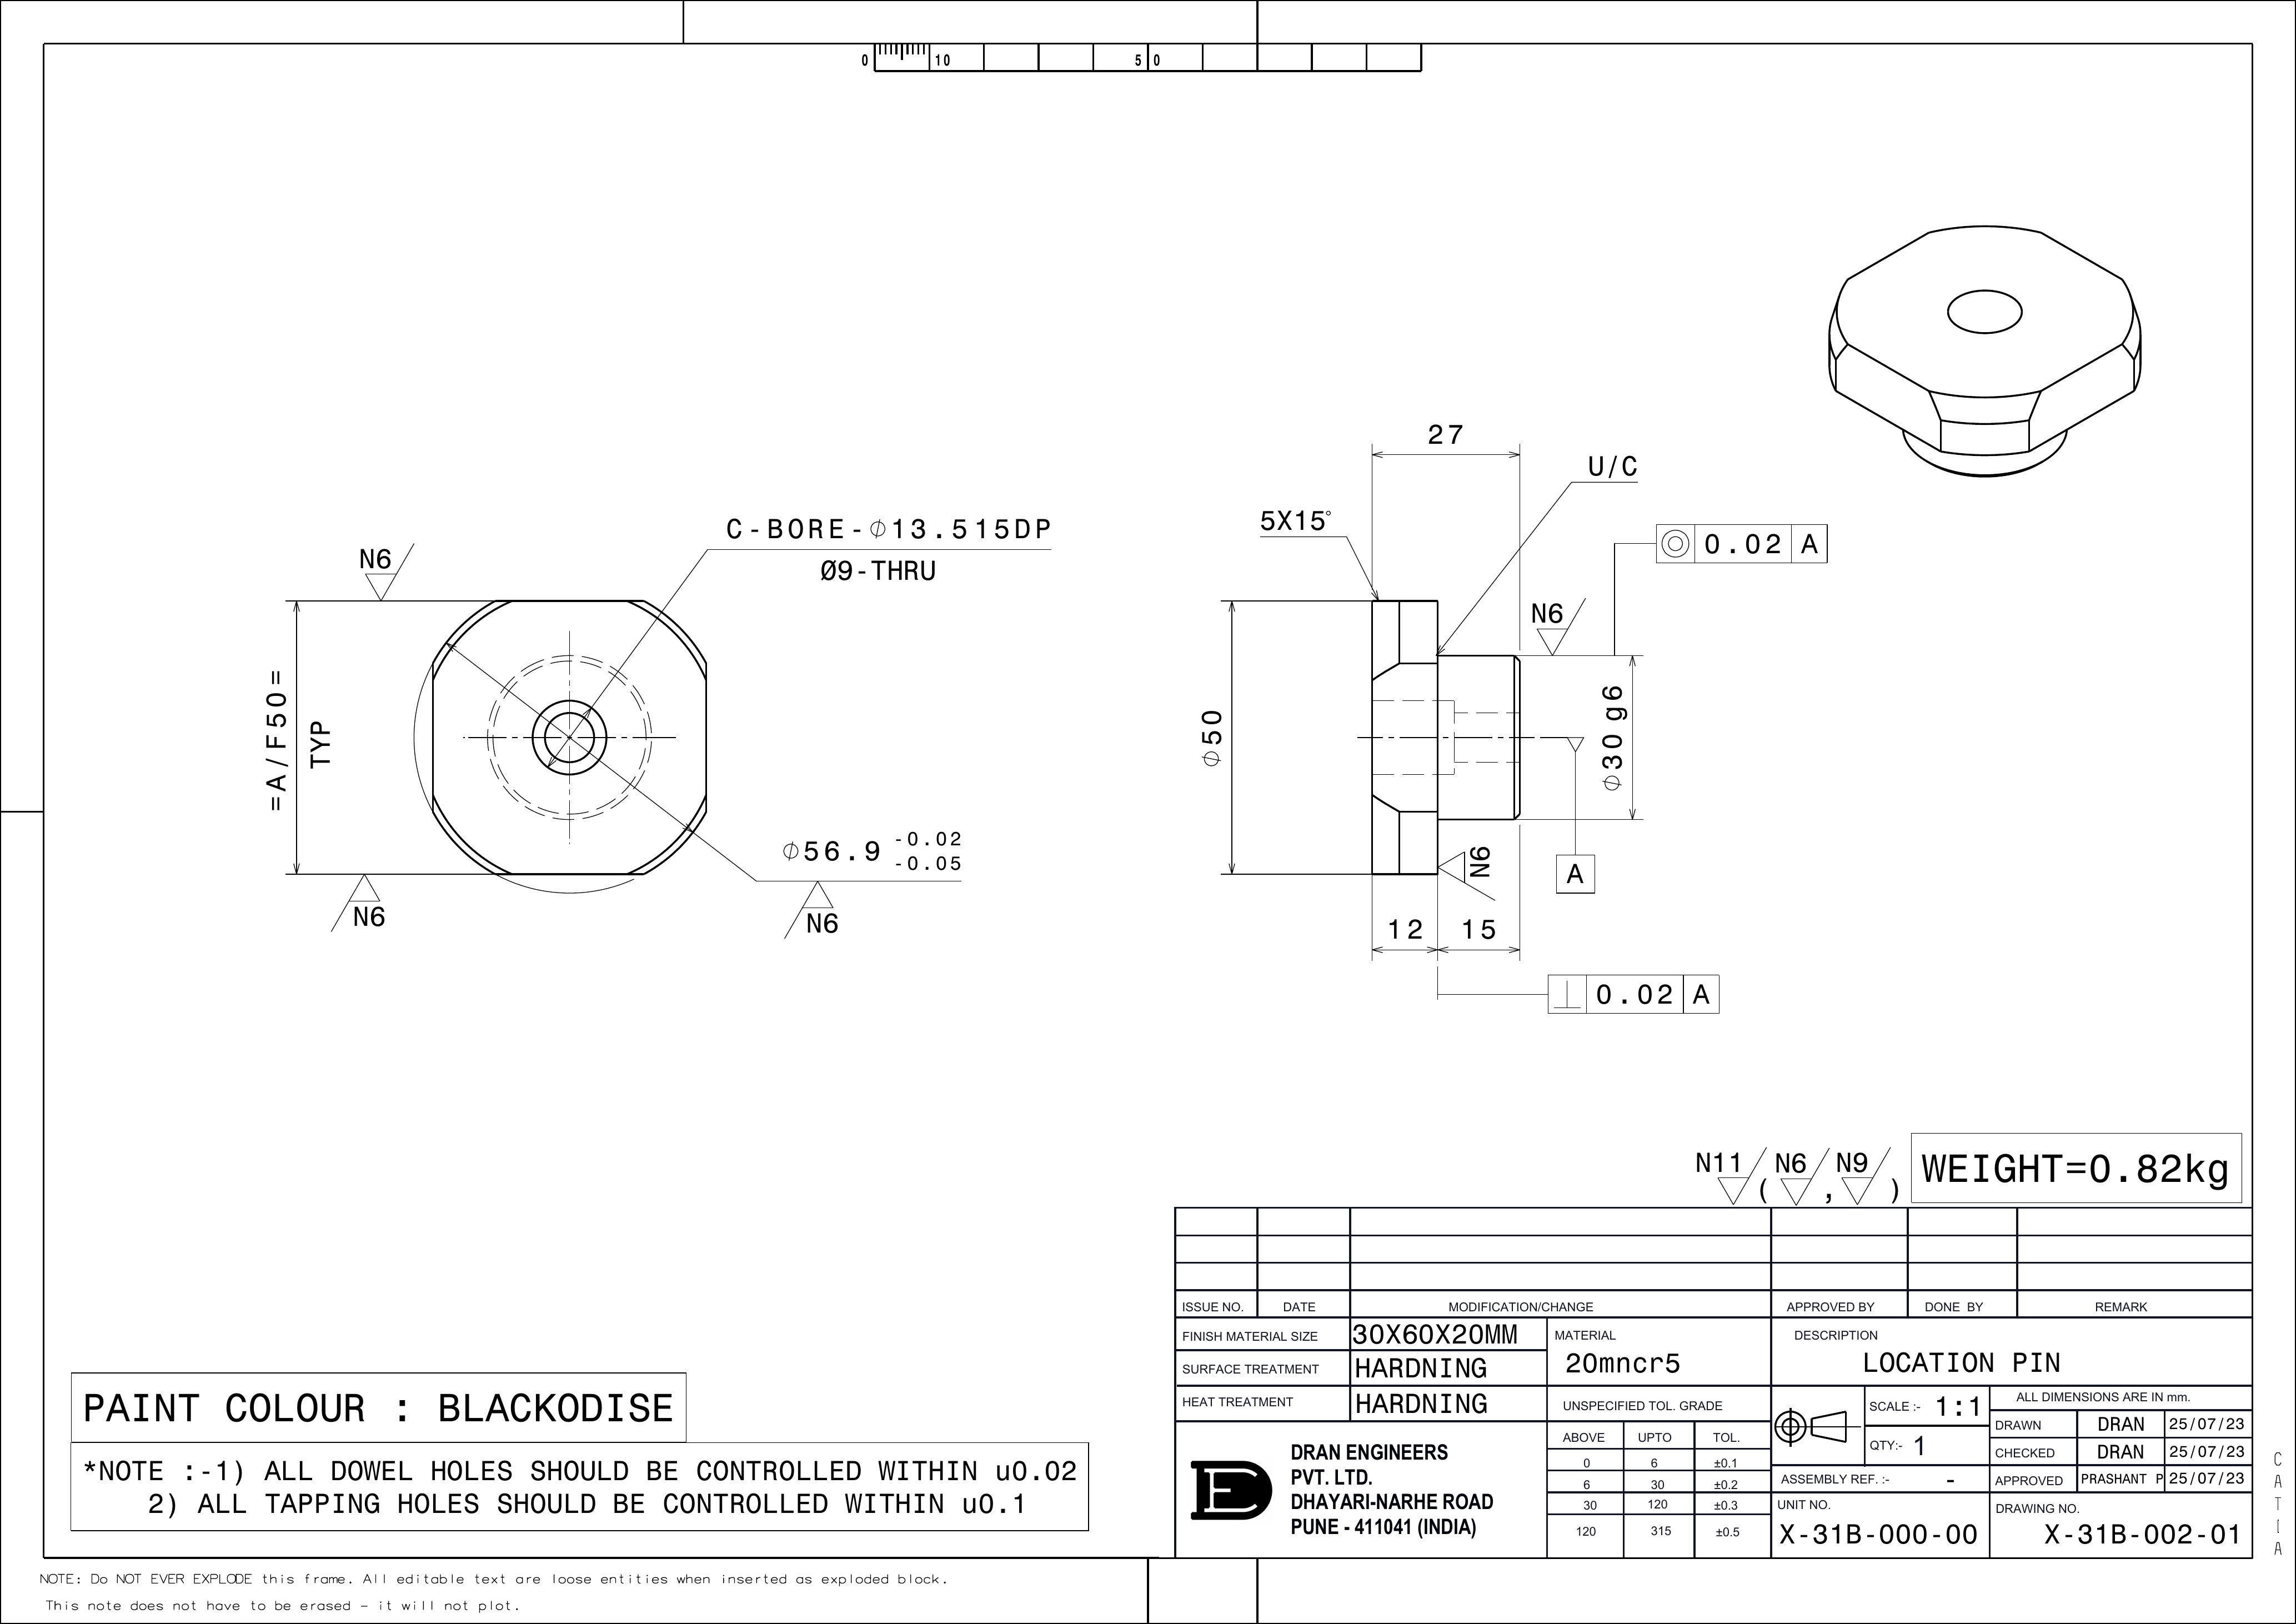 0 10 50
27
U/C
5X15°
C-BORE-⌀13.515DP
Ø9-THRU
N6
0.02 A
N6
=A/F50=
TYP
⌀50
⌀30 g6
⌀56.9 -0.02
-0.05
N6
N6
N6
A
12 15
0.02 A
N11 ( N6 , N9 )
WEIGHT=0.82kg
ISSUE NO. DATE MODIFICATION/CHANGE APPROVED BY DONE BY REMARK
FINISH MATERIAL SIZE 30X60X20MM
SURFACE TREATMENT HARDNING
HEAT TREATMENT HARDNING
MATERIAL
20mncr5
DESCRIPTION
LOCATION PIN
UNSPECIFIED TOL. GRADE
ABOVE UPTO TOL.
0 6 ±0.1
6 30 ±0.2
30 120 ±0.3
120 315 ±0.5
SCALE :- 1:1
QTY:- 1
ALL DIMENSIONS ARE IN mm.
DRAWN DRAN 25/07/23
CHECKED DRAN 25/07/23
APPROVED PRASHANT P 25/07/23
ASSEMBLY REF. :- -
UNIT NO.
X-31B-000-00
DRAWING NO.
X-31B-002-01
DRAN ENGINEERS
PVT. LTD.
DHAYARI-NARHE ROAD
PUNE - 411041 (INDIA)
PAINT COLOUR : BLACKODISE
*NOTE :-1) ALL DOWEL HOLES SHOULD BE CONTROLLED WITHIN u0.02
2) ALL TAPPING HOLES SHOULD BE CONTROLLED WITHIN u0.1
CATIA
NOTE: Do NOT EVER EXPLODE this frame. All editable text are loose entities when inserted as exploded block.
This note does not have to be erased - it will not plot.